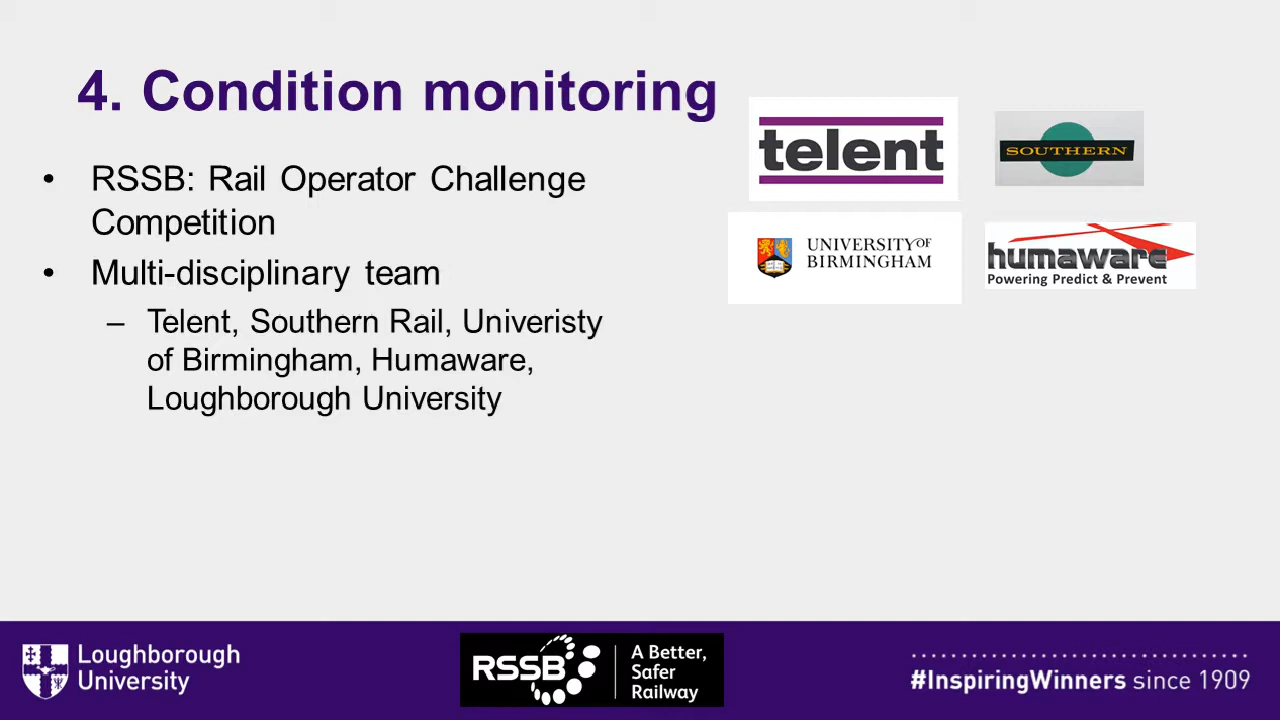 4. Condition monitoring
• RSSB: Rail Operator Challenge
Competition
• Multi-disciplinary team
– Telent, Southern Rail, Univeristy
of Birmingham, Humaware,
Loughborough University
telent
SOUTHERN
UNIVERSITY OF
BIRMINGHAM
humaware
Powering Predict & Prevent
Loughborough
University
RSSB
A Better,
Safer
Railway
#InspiringWinners since 1909